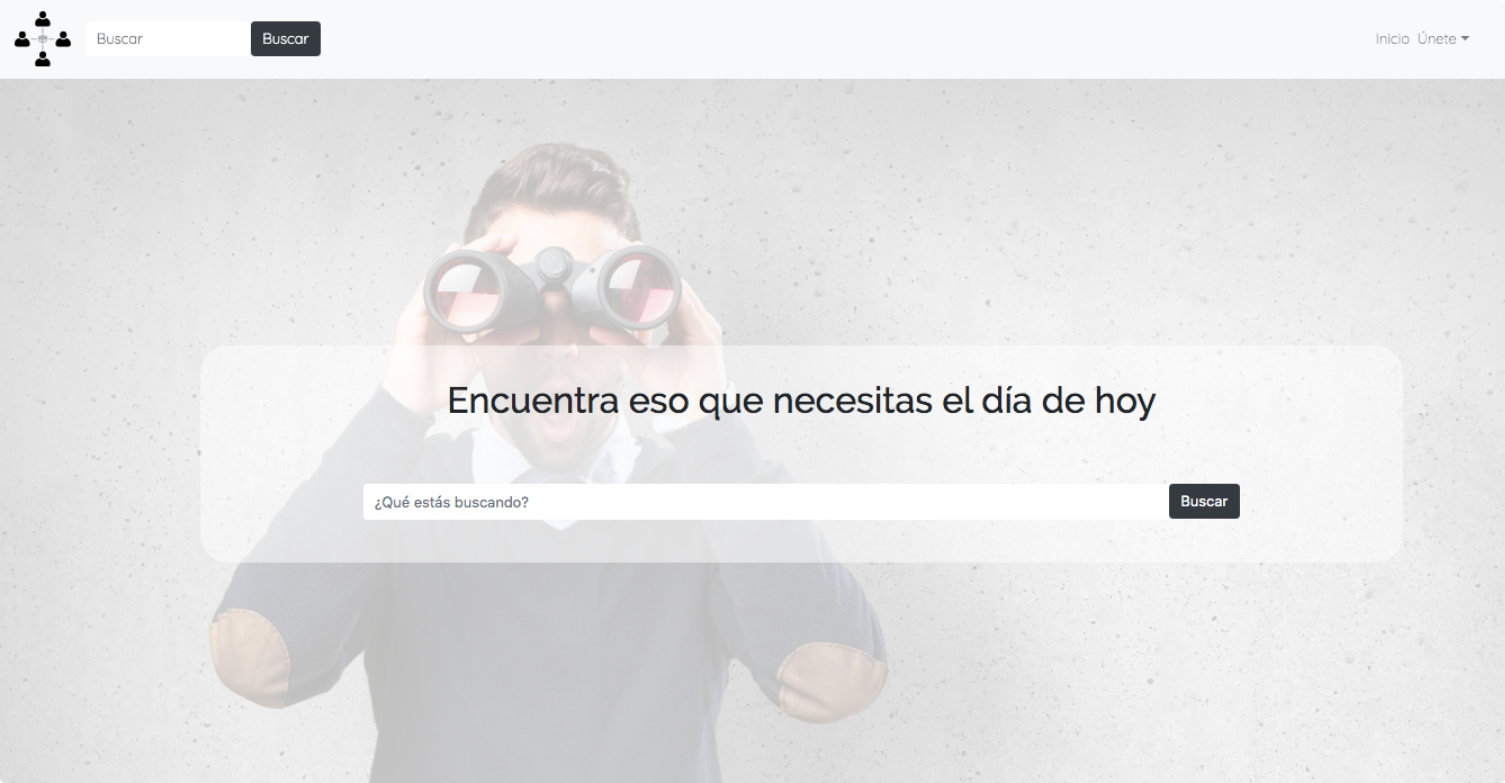 Buscar
Buscar
Inicio
Únete
Encuentra eso que necesitas el día de hoy
¿Qué estás buscando?
Buscar